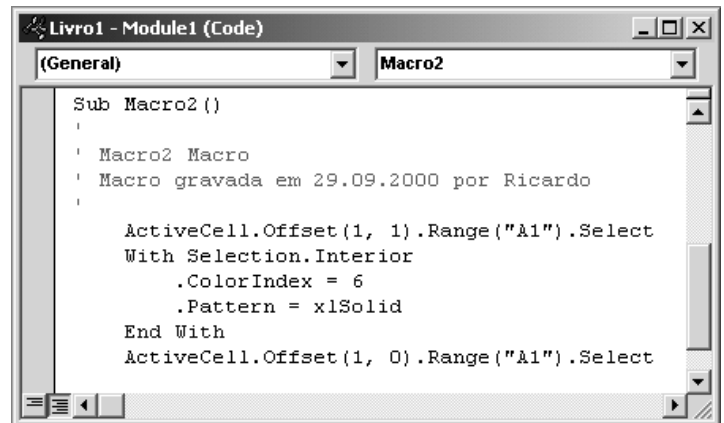 Livro1 - Module1 (Code)
(General) Macro2
Sub Macro2()
'
' Macro2 Macro
' Macro gravada em 29.09.2000 por Ricardo
'
ActiveCell.Offset(1, 1).Range("A1").Select
With Selection.Interior
.ColorIndex = 6
.Pattern = xlSolid
End With
ActiveCell.Offset(1, 0).Range("A1").Select